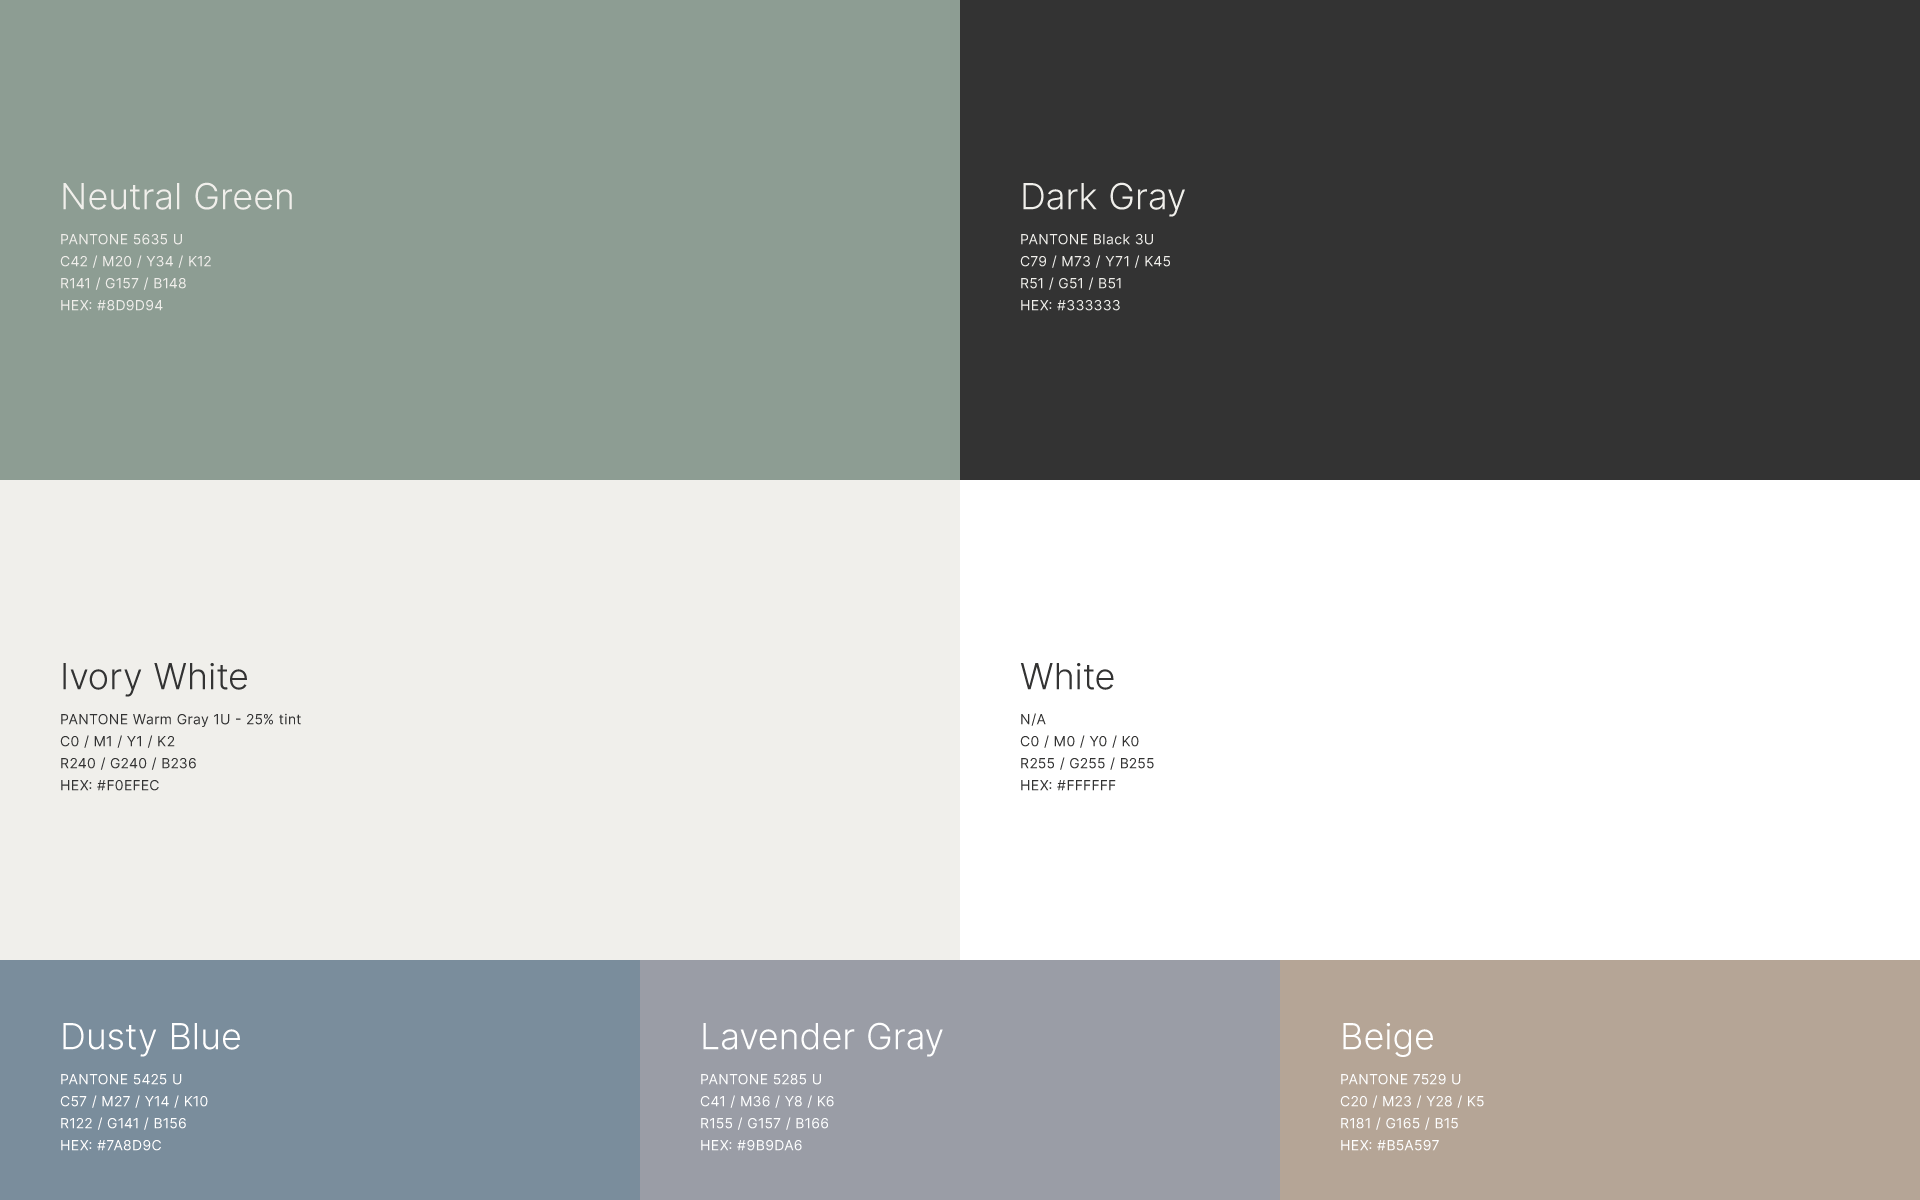 Neutral Green
PANTONE 5635 U
C42 / M20 / Y34 / K12
R141 / G157 / B148
HEX: #8D9D94
Dark Gray
PANTONE Black 3U
C79 / M73 / Y71 / K45
R51 / G51 / B51
HEX: #333333
Ivory White
PANTONE Warm Gray 1U - 25% tint
C0 / M1 / Y1 / K2
R240 / G240 / B236
HEX: #F0EFEC
White
N/A
C0 / M0 / Y0 / K0
R255 / G255 / B255
HEX: #FFFFFF
Dusty Blue
PANTONE 5425 U
C57 / M27 / Y14 / K10
R122 / G141 / B156
HEX: #7A8D9C
Lavender Gray
PANTONE 5285 U
C41 / M36 / Y8 / K6
R155 / G157 / B166
HEX: #9B9DA6
Beige
PANTONE 7529 U
C20 / M23 / Y28 / K5
R181 / G165 / B15
HEX: #B5A597